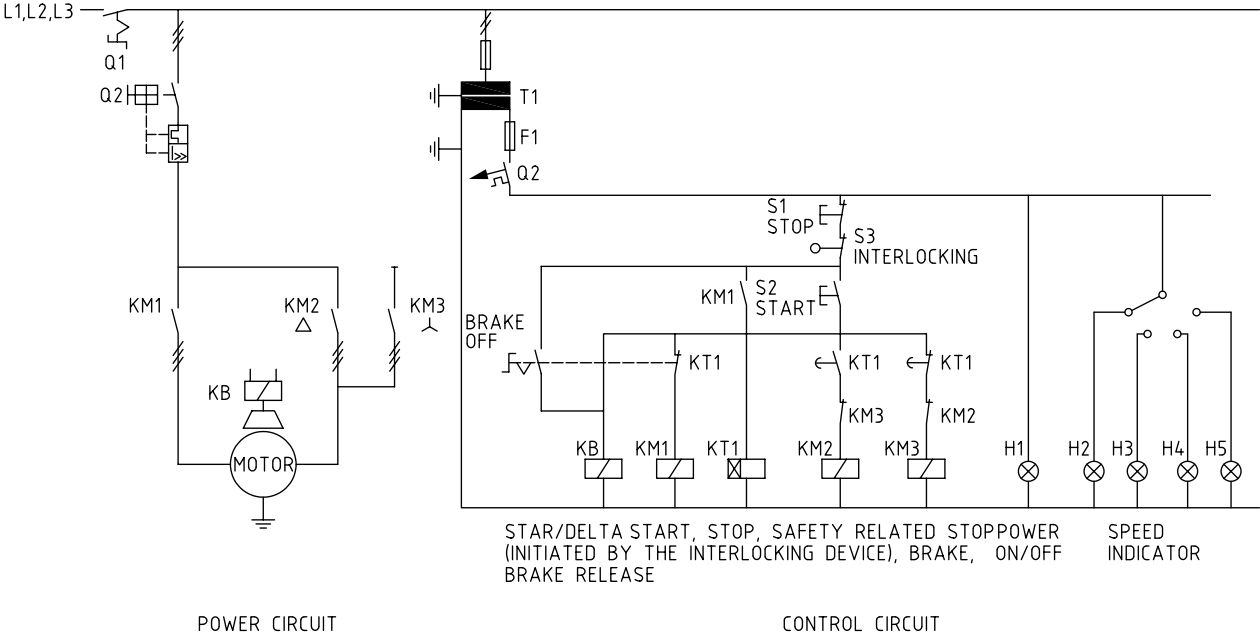 L1,L2,L3
Q1
Q2
T1
F1
Q2
S1
STOP
S3
INTERLOCKING
KM1
S2
START
KM1
KM2
KM3
BRAKE
OFF
KT1
KT1
KT1
KB
KM3
KM2
MOTOR
KB
KM1
KT1
KM2
KM3
H1
H2
H3
H4
H5
STAR/DELTA START, STOP, SAFETY RELATED STOP
(INITIATED BY THE INTERLOCKING DEVICE), BRAKE,
BRAKE RELEASE
POWER
ON/OFF
SPEED
INDICATOR
POWER CIRCUIT
CONTROL CIRCUIT